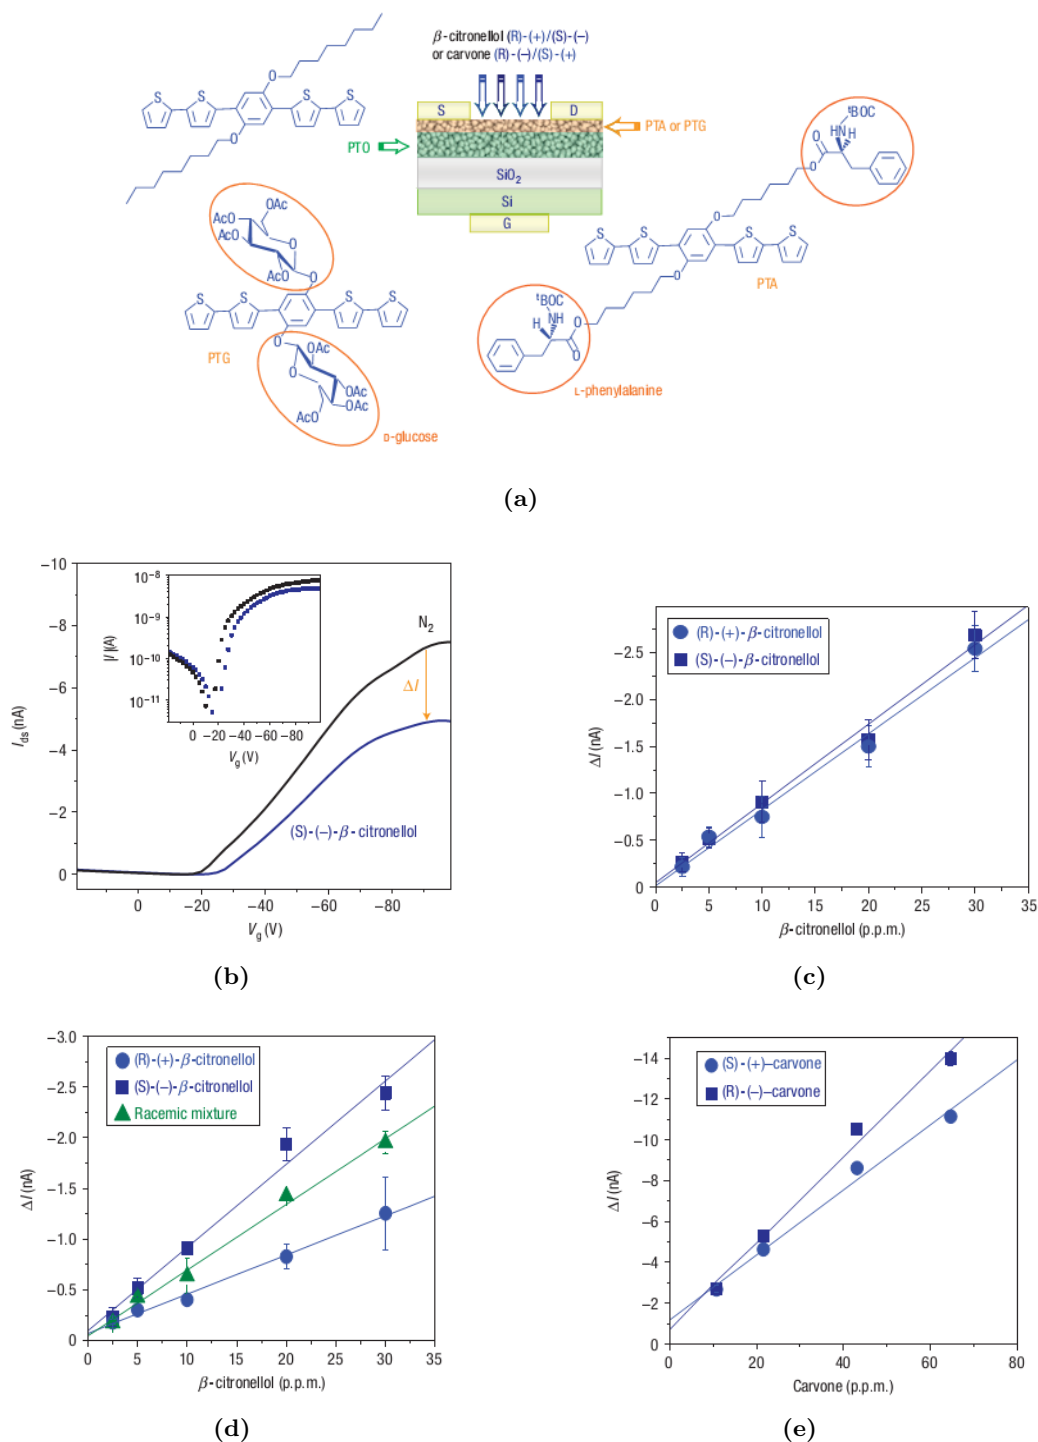 β-citronellol (R)-(+)/(S)-(−)
or carvone (R)-(−)/(S)-(+)
S
D
PTA or PTG
PTO
SiO2
Si
G
S S S S
O
O
OAc
AcO
AcO
AcO
O
O
AcO
O
S S S S
PTG
O
OAc
AcO
O
OAc
OAc
AcO
D-glucose
tBOC
HN H
O
O
O
S S S S
O
PTA
tBOC
H NH
O
O
L-phenylalanine
(a)
−10
−8
−6
−4
−2
0
Ids (nA)
0 −20 −40 −60 −80
Vg (V)
10−8
10−9
10−10
10−11
|I|(A)
0 −20 −40 −60 −80
Vg (V)
N2
ΔI
(S)-(−)-β-citronellol
(b)
−2.5
−2.0
−1.5
−1.0
−0.5
0
ΔI (nA)
(R)-(+)-β-citronellol
(S)-(−)-β-citronellol
0 5 10 15 20 25 30 35
β-citronellol (p.p.m.)
(c)
−3.0
−2.5
−2.0
−1.5
−1.0
−0.5
0
ΔI (nA)
(R)-(+)-β-citronellol
(S)-(−)-β-citronellol
Racemic mixture
0 5 10 15 20 25 30 35
β-citronellol (p.p.m.)
(d)
−14
−12
−10
−8
−6
−4
−2
0
ΔI (nA)
(S)-(+)–carvone
(R)-(−)–carvone
0 20 40 60 80
Carvone (p.p.m.)
(e)